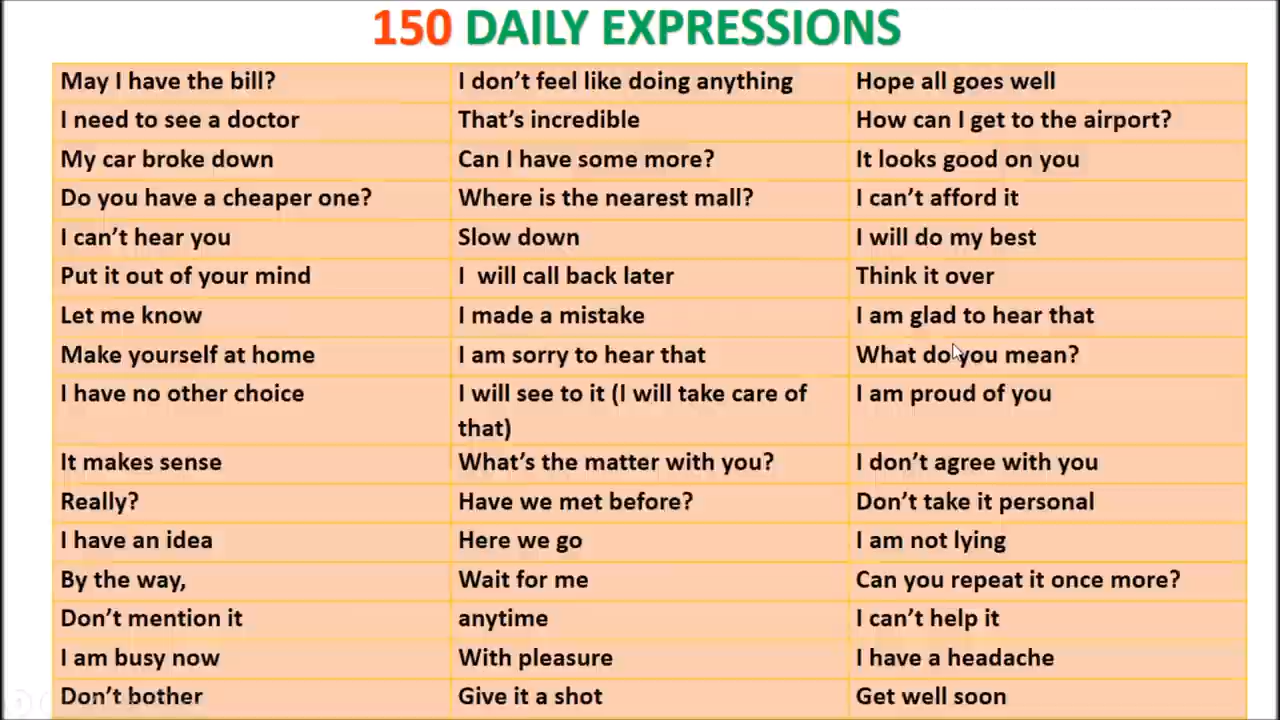 150 DAILY EXPRESSIONS
May I have the bill? I don't feel like doing anything Hope all goes well
I need to see a doctor That's incredible How can I get to the airport?
My car broke down Can I have some more? It looks good on you
Do you have a cheaper one? Where is the nearest mall? I can't afford it
I can't hear you Slow down I will do my best
Put it out of your mind I  will call back later Think it over
Let me know I made a mistake I am glad to hear that
Make yourself at home I am sorry to hear that What do you mean?
I have no other choice I will see to it (I will take care of I am proud of you
that)
It makes sense What's the matter with you? I don't agree with you
Really? Have we met before? Don't take it personal
I have an idea Here we go I am not lying
By the way, Wait for me Can you repeat it once more?
Don't mention it anytime I can't help it
I am busy now With pleasure I have a headache
Don't bother Give it a shot Get well soon